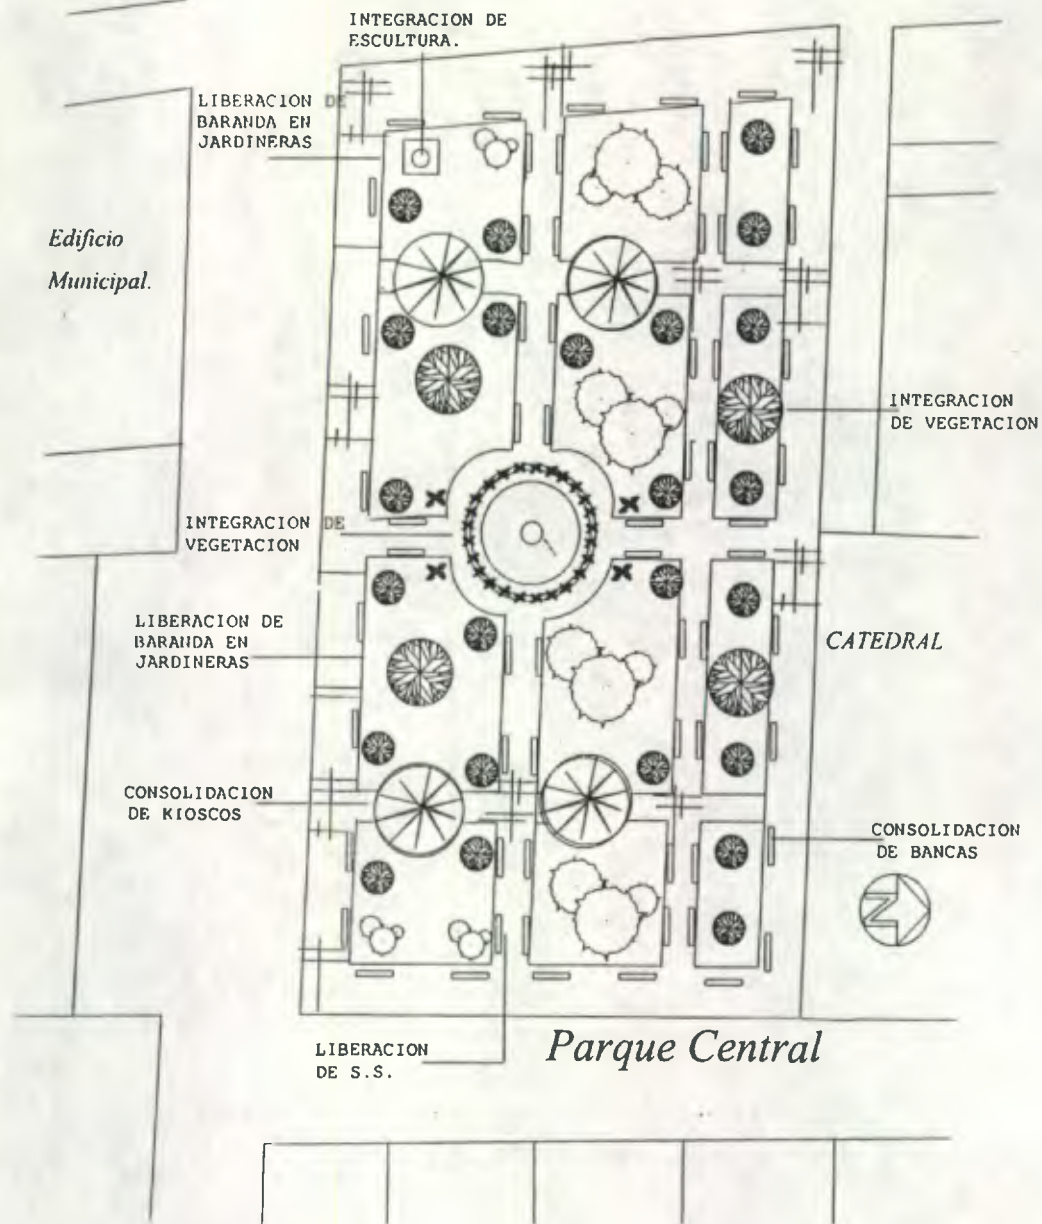 INTEGRACION DE
ESCULTURA.
LIBERACION DE
BARANDA EN
JARDINERAS
Edificio
Municipal.
INTEGRACION
DE VEGETACION
INTEGRACION DE
VEGETACION
LIBERACION DE
BARANDA EN
JARDINERAS
CATEDRAL
CONSOLIDACION
DE KIOSCOS
CONSOLIDACION
DE BANCAS
N
LIBERACION
DE S.S.
Parque Central